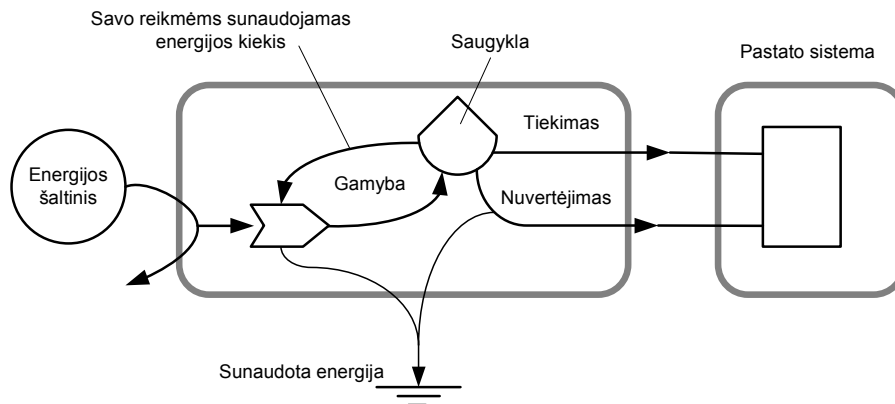 Savo reikmėms sunaudojamas
energijos kiekis
Saugykla
Pastato sistema
Tiekimas
Energijos
šaltinis
Gamyba
Nuvertėjimas
Sunaudota energija